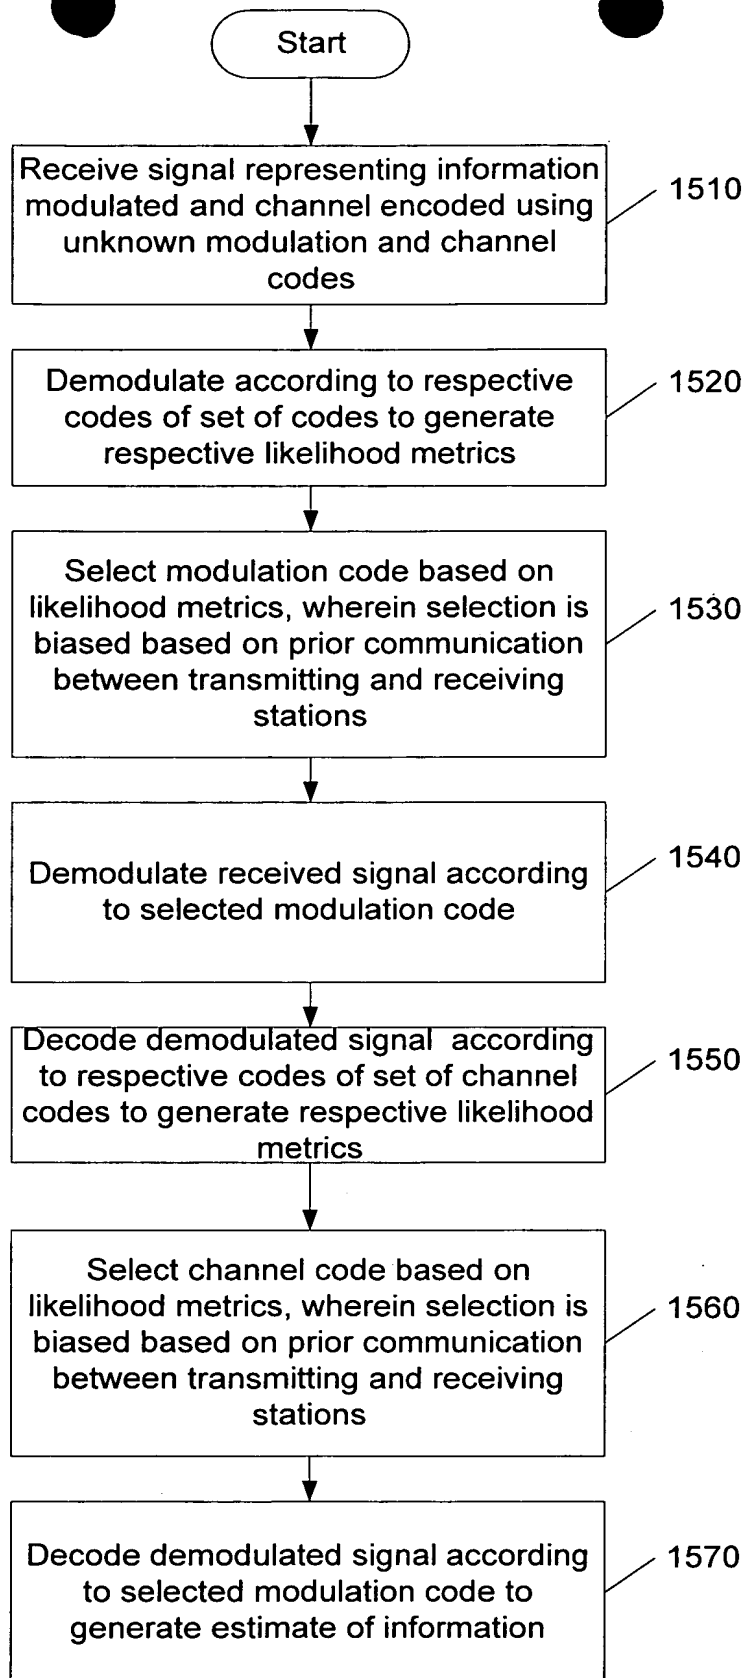 Start
Receive signal representing information
modulated and channel encoded using
unknown modulation and channel
codes
1510
Demodulate according to respective
codes of set of codes to generate
respective likelihood metrics
1520
Select modulation code based on
likelihood metrics, wherein selection is
biased based on prior communication
between transmitting and receiving
stations
1530
Demodulate received signal according
to selected modulation code
1540
Decode demodulated signal according
to respective codes of set of channel
codes to generate respective likelihood
metrics
1550
Select channel code based on
likelihood metrics, wherein selection is
biased based on prior communication
between transmitting and receiving
stations
1560
Decode demodulated signal according
to selected modulation code to
generate estimate of information
1570